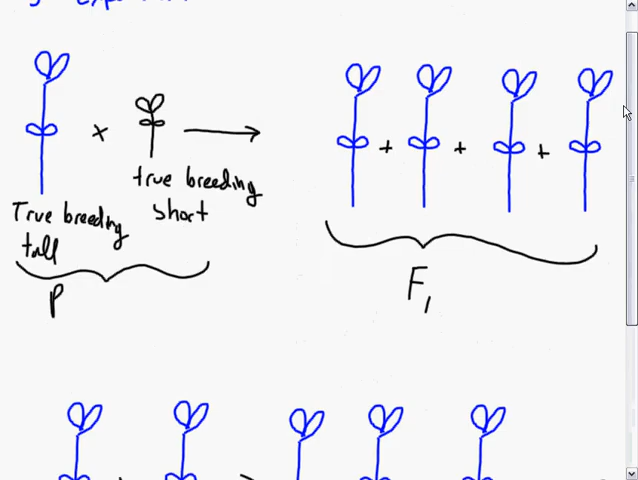 ×
true breeding
short
True breeding
tall
P
+ + +
F₁